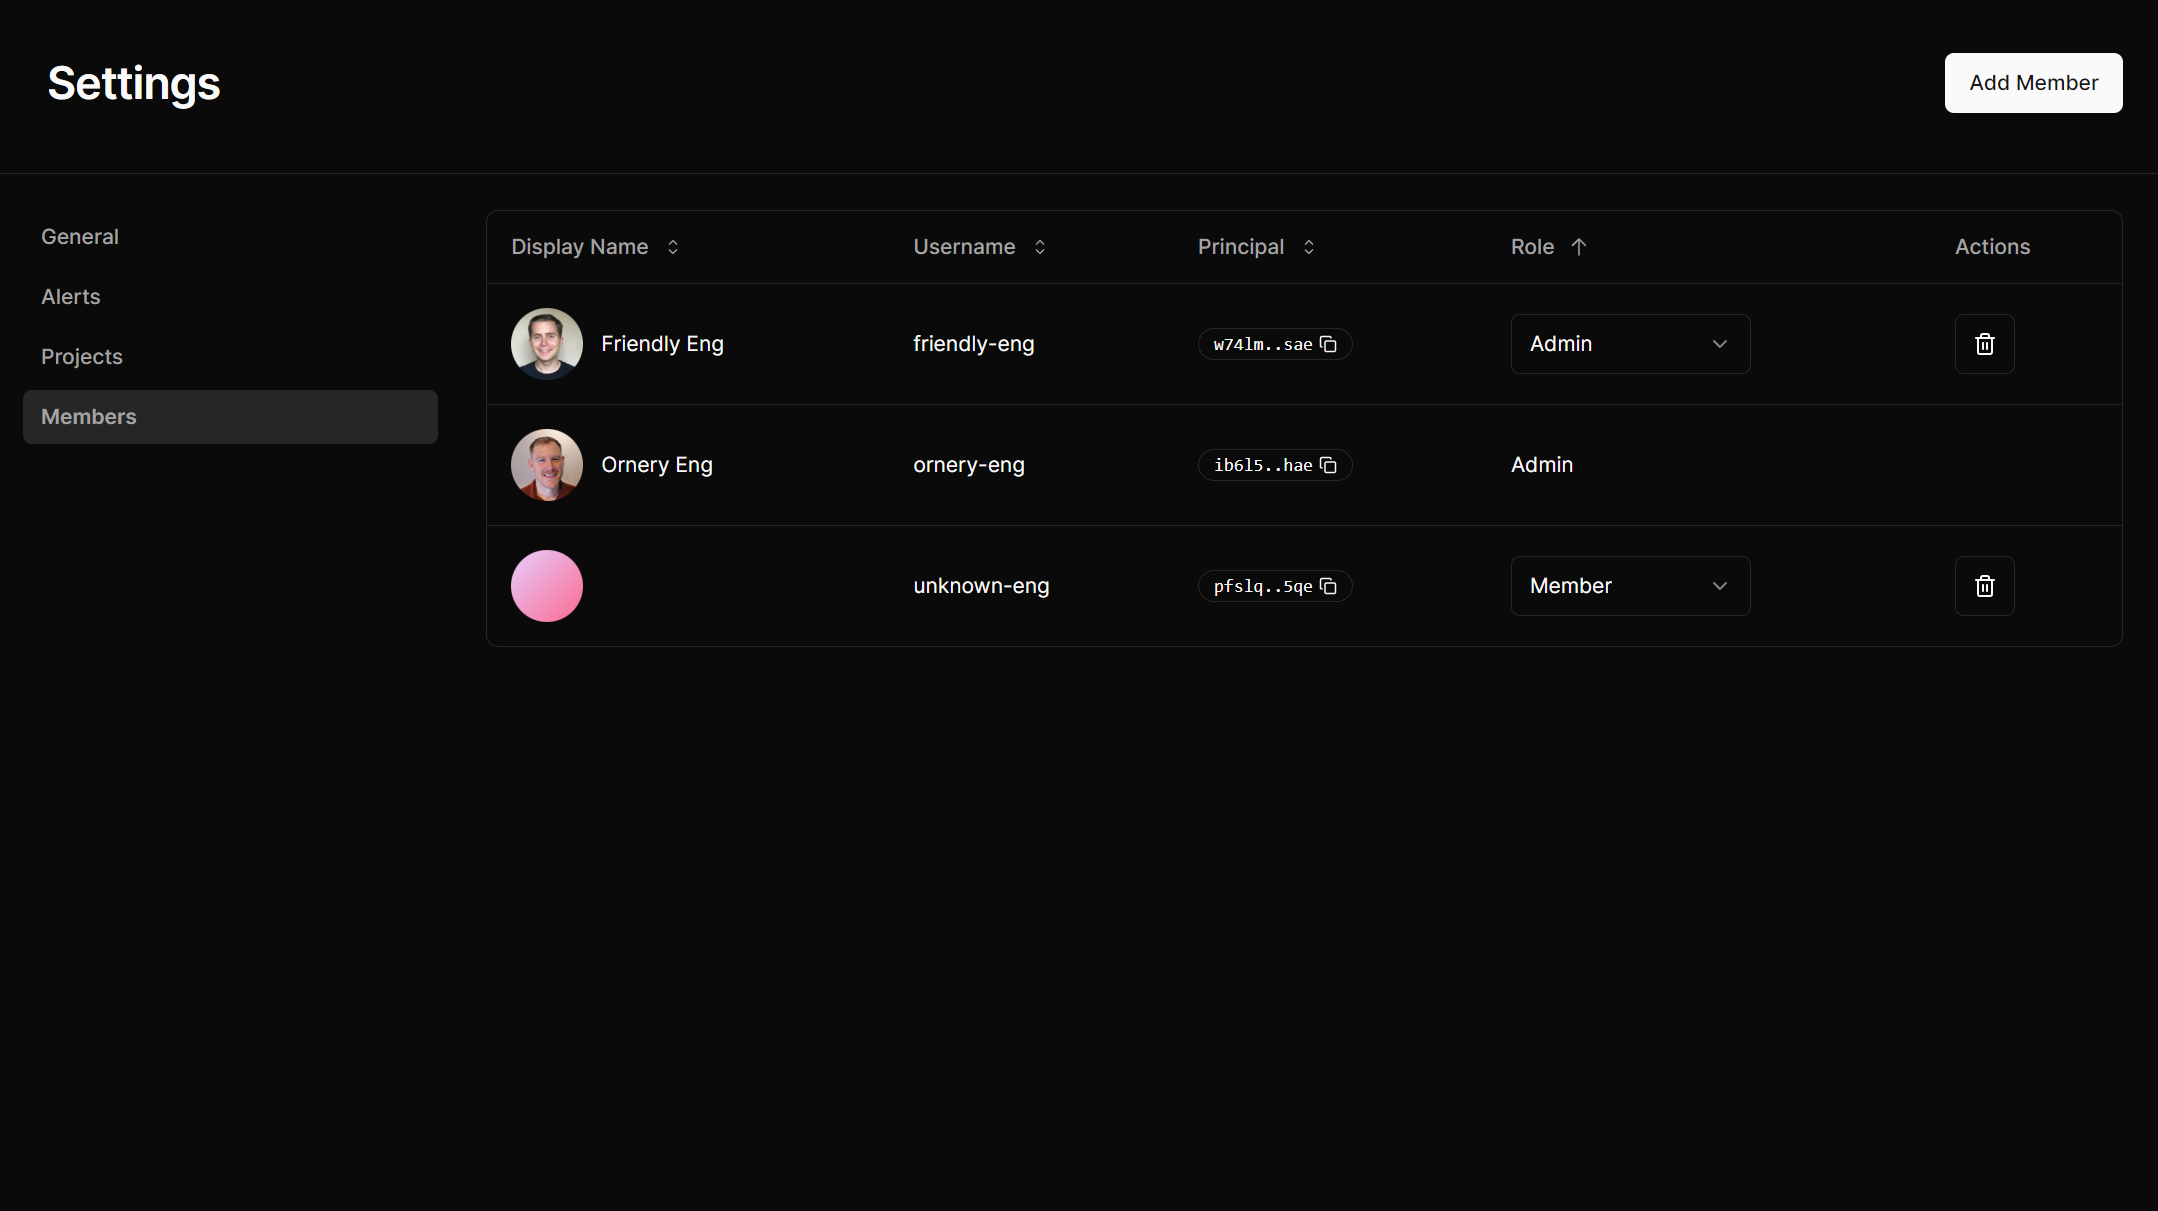 Settings
Add Member
General
Alerts
Projects
Members
Display Name Username Principal Role Actions
Friendly Eng friendly-eng w74lm..sae Admin
Ornery Eng ornery-eng ib6l5..hae Admin
unknown-eng pfslq..5qe Member